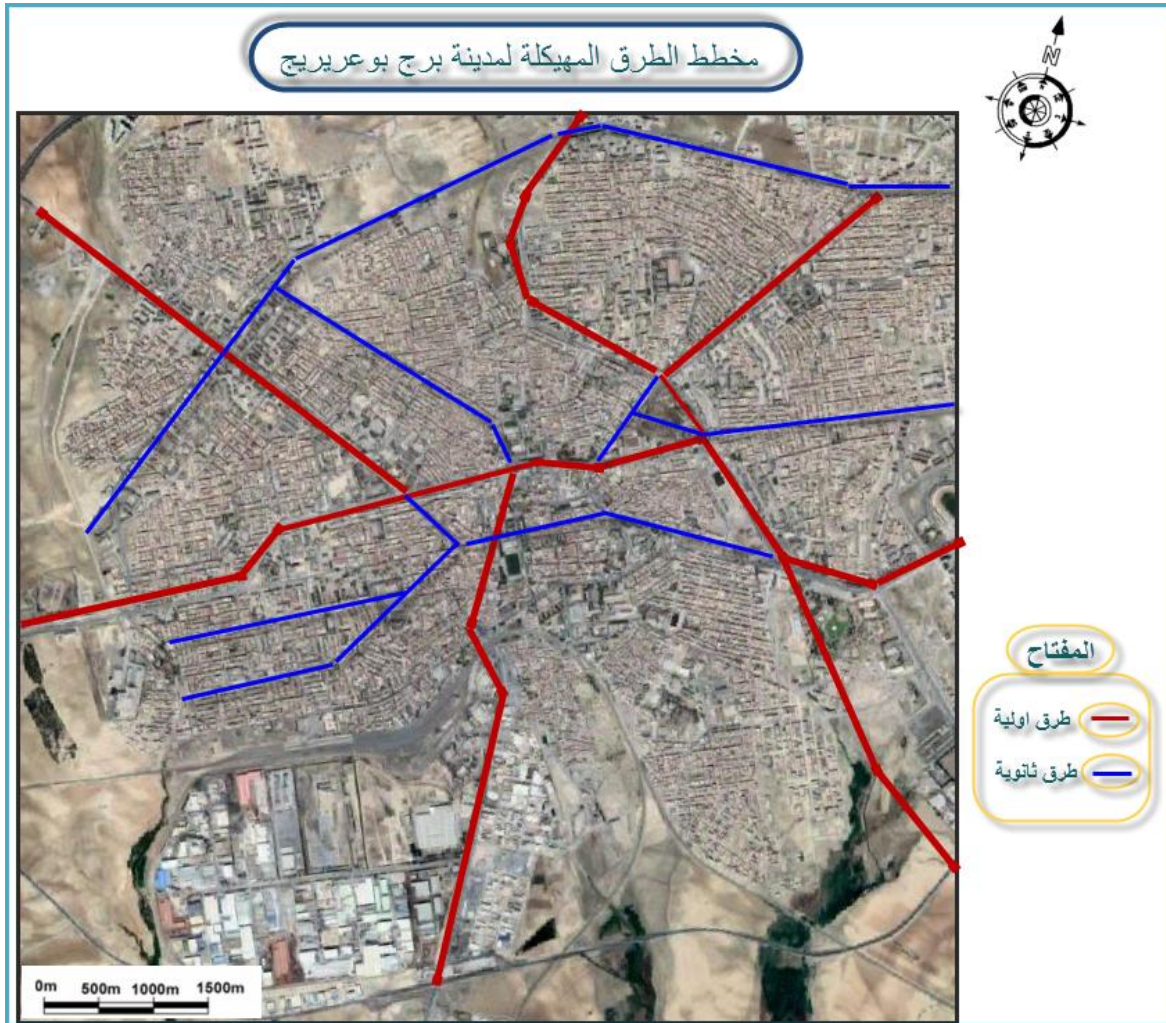 مخطط الطرق المهيكلة لمدينة برج بوعريريج
N
المفتاح
طرق اولية
طرق ثانوية
0m 500m 1000m 1500m